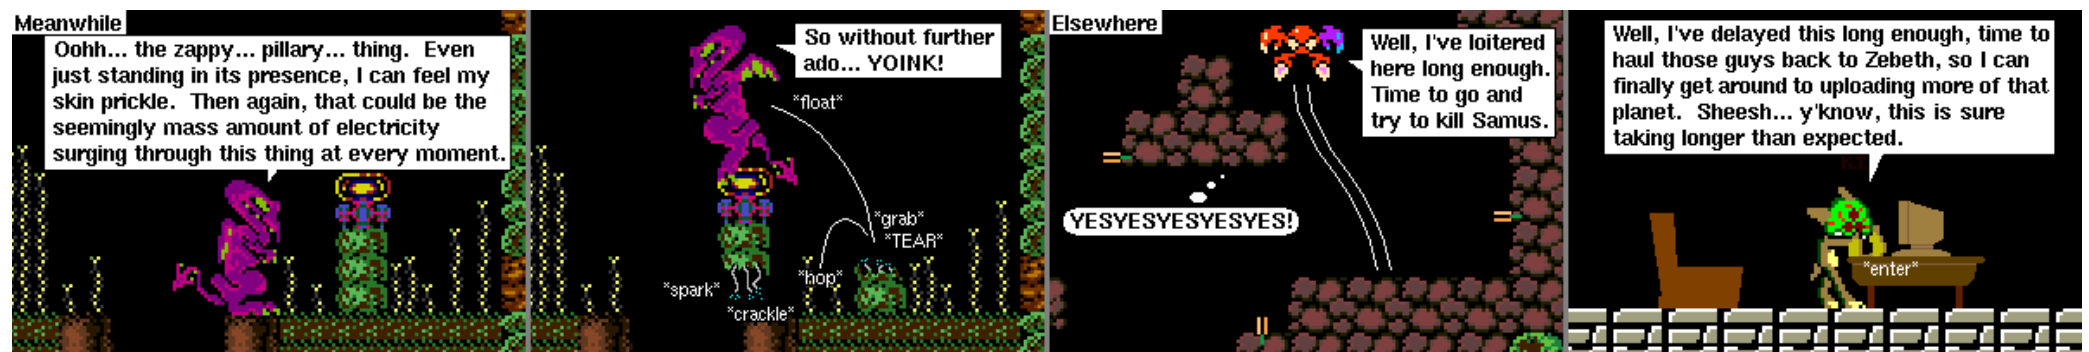 Meanwhile
Oohh... the zappy... pillary... thing.  Even
just standing in its presence, I can feel my
skin prickle.  Then again, that could be the
seemingly mass amount of electricity
surging through this thing at every moment.
So without further
ado... YOINK!
*float*
*grab*
*TEAR*
*hop*
*spark*
*crackle*
Elsewhere
Well, I've loitered
here long enough.
Time to go and
try to kill Samus.
YESYESYESYESYES!
Well, I've delayed this long enough, time to
haul those guys back to Zebeth, so I can
finally get around to uploading more of that
planet.  Sheesh... y'know, this is sure
taking longer than expected.
*enter*